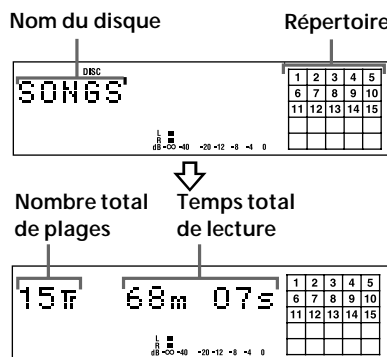 Nom du disque Répertoire
DISC
SONGS
1 2 3 4 5
6 7 8 9 10
11 12 13 14 15
L
R
dB -∞ -40 -20 -12 -8 -4 0
Nombre total de plages
Temps total de lecture
15Tr 68m 07s
1 2 3 4 5
6 7 8 9 10
11 12 13 14 15
L
R
dB -∞ -40 -20 -12 -8 -4 0